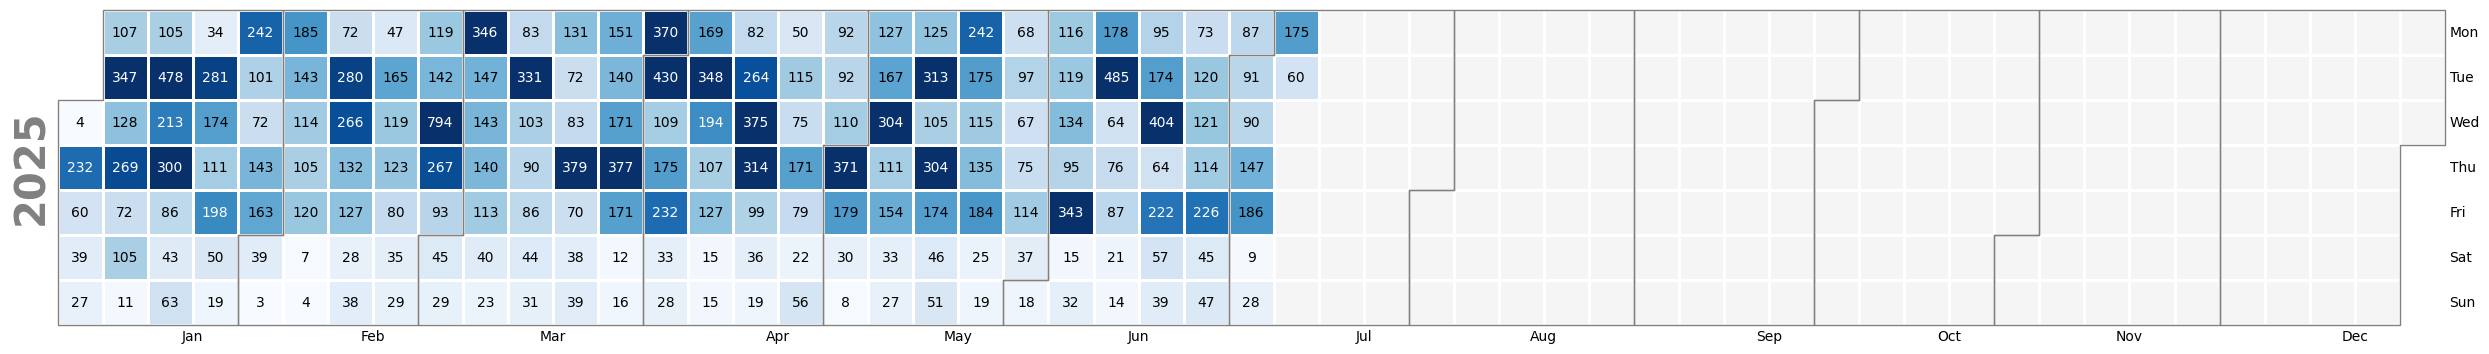 107 105 34 242 185 72 47 119 346 83 131 151 370 169 82 50 92 127 125 242 68 116 178 95 73 87 175 Mon
347 478 281 101 143 280 165 142 147 331 72 140 430 348 264 115 92 167 313 175 97 119 485 174 120 91 60 Tue
4 128 213 174 72 114 266 119 794 143 103 83 171 109 194 375 75 110 304 105 115 67 134 64 404 121 90 Wed
232 269 300 111 143 105 132 123 267 140 90 379 377 175 107 314 171 371 111 304 135 75 95 76 64 114 147 Thu
60 72 86 198 163 120 127 80 93 113 86 70 171 232 127 99 79 179 154 174 184 114 343 87 222 226 186 Fri
39 105 43 50 39 7 28 35 45 40 44 38 12 33 15 36 22 30 33 46 25 37 15 21 57 45 9 Sat
27 11 63 19 3 4 38 29 29 23 31 39 16 28 15 19 56 8 27 51 19 18 32 14 39 47 28 Sun
Jan Feb Mar Apr May Jun Jul Aug Sep Oct Nov Dec
2025